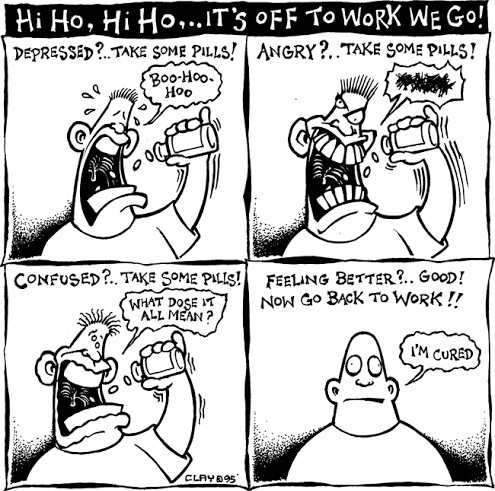 Hi Ho, Hi Ho,...IT'S OFF TO WORK WE GO!
DEPRESSED?..TAKE SOME PILLS!
BOO-HOO-
HOO
ANGRY?..TAKE SOME PILLS!
CONFUSED?..TAKE SOME PILLS!
WHAT DOSE IT
ALL MEAN?
CLAY©95
FEELING BETTER?..GOOD!
NOW GO BACK TO WORK!!
I'M CURED